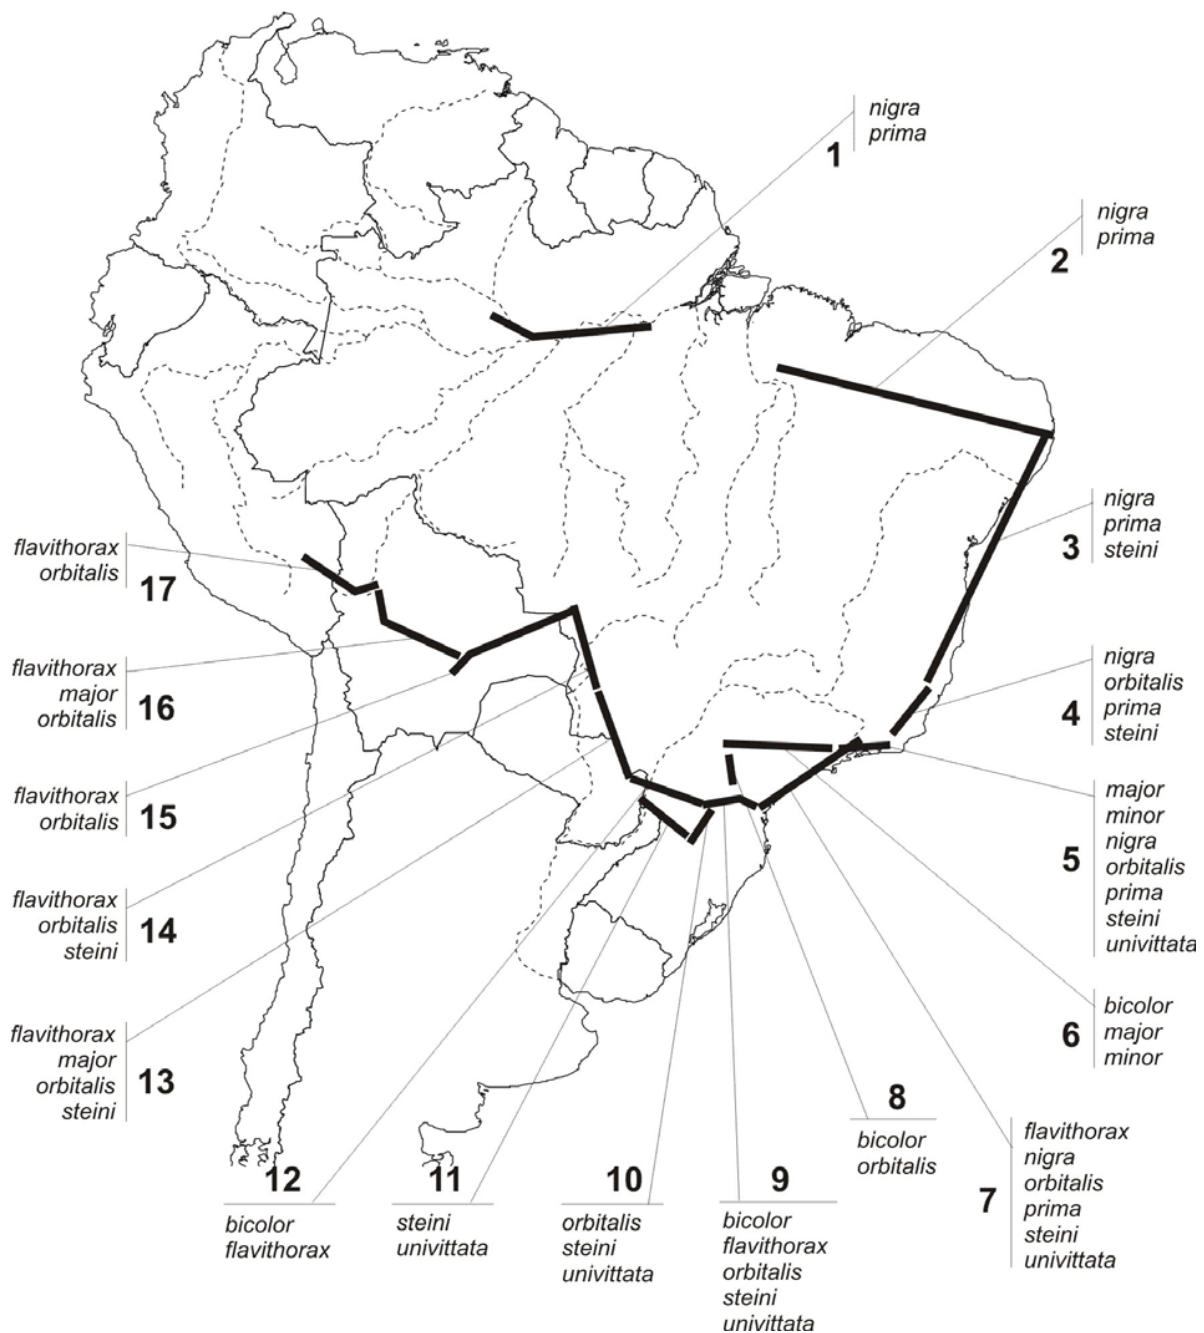 nigra
prima
1
nigra
prima
2
nigra
prima
steini
3
nigra
orbitalis
prima
steini
4
major
minor
nigra
orbitalis
prima
steini
univittata
5
bicolor
major
minor
6
flavithorax
nigra
orbitalis
prima
steini
univittata
7
8
bicolor
orbitalis
9
bicolor
flavithorax
orbitalis
steini
univittata
10
orbitalis
steini
univittata
11
steini
univittata
12
bicolor
flavithorax
flavithorax
major
orbitalis
steini
13
flavithorax
orbitalis
steini
14
flavithorax
orbitalis
15
flavithorax
major
orbitalis
16
flavithorax
orbitalis
17